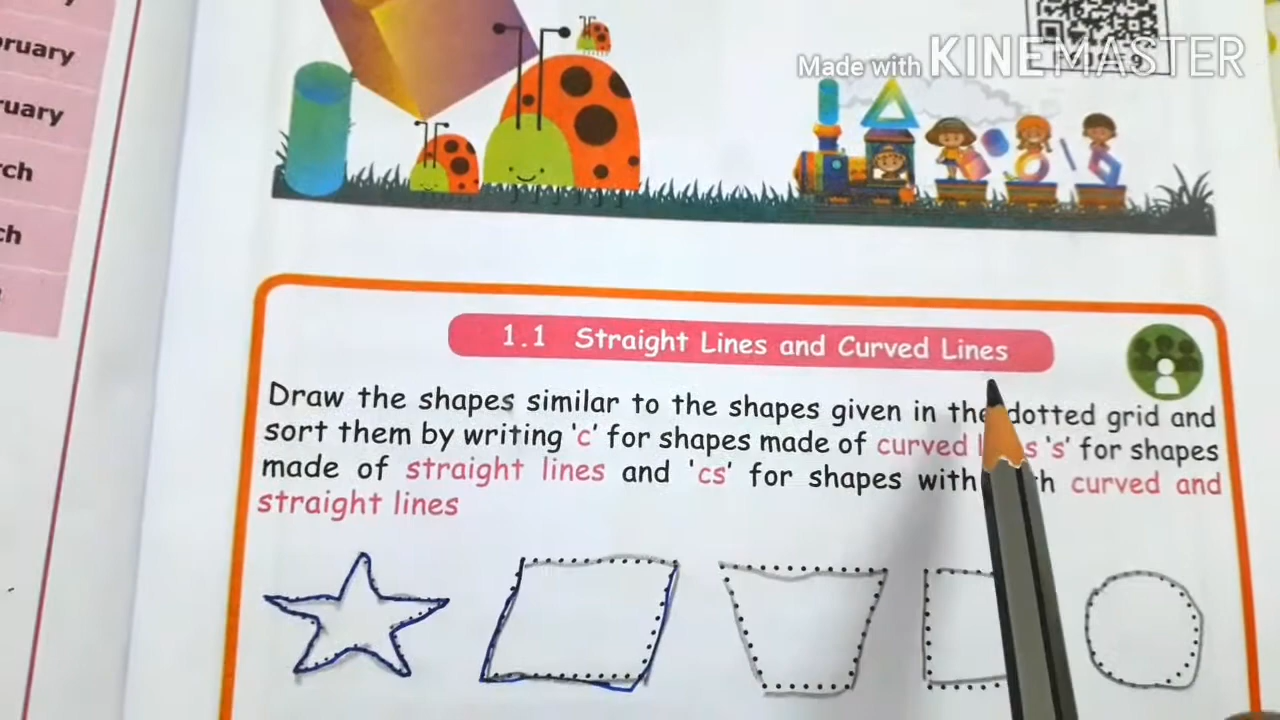 bruary
ruary
rch
ch
Made with KINEMASTER
1.1 Straight Lines and Curved Lines
Draw the shapes similar to the shapes given in the dotted grid and
sort them by writing 'c' for shapes made of curved 's' for shapes
made of straight lines and 'cs' for shapes with curved and
straight lines